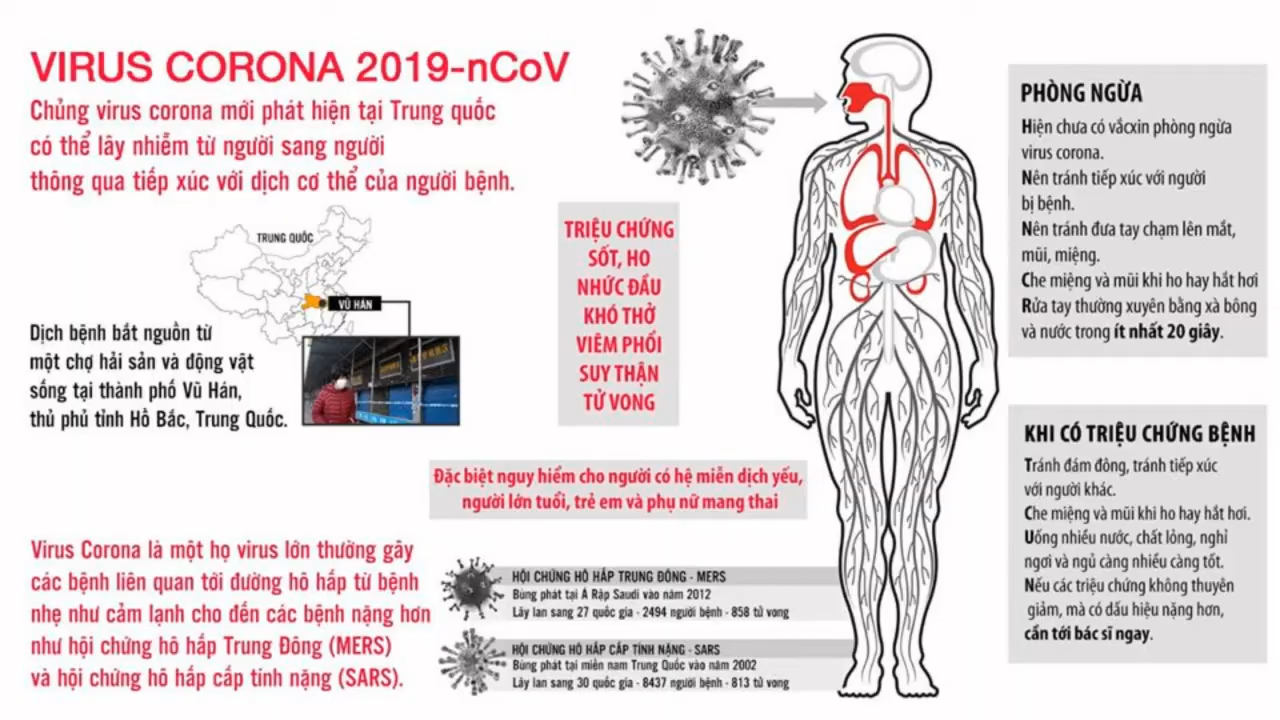 VIRUS CORONA 2019-nCoV
Chủng virus corona mới phát hiện tại Trung quốc
có thể lây nhiễm từ người sang người
thông qua tiếp xúc với dịch cơ thể của người bệnh.
TRUNG QUỐC
VŨ HÁN
Dịch bệnh bắt nguồn từ
một chợ hải sản và động vật
sống tại thành phố Vũ Hán,
thủ phủ tỉnh Hồ Bắc, Trung Quốc.
TRIỆU CHỨNG
SỐT, HO
NHỨC ĐẦU
KHÓ THỞ
VIÊM PHỔI
SUY THẬN
TỬ VONG
Đặc biệt nguy hiểm cho người có hệ miễn dịch yếu,
người lớn tuổi, trẻ em và phụ nữ mang thai
Virus Corona là một họ virus lớn thường gây
các bệnh liên quan tới đường hô hấp từ bệnh
nhẹ như cảm lạnh cho đến các bệnh nặng hơn
như hội chứng hô hấp Trung Đông (MERS)
và hội chứng hô hấp cấp tính nặng (SARS).
HỘI CHỨNG HÔ HẤP TRUNG ĐÔNG - MERS
Bùng phát tại Ả Rập Saudi vào năm 2012
Lây lan sang 27 quốc gia - 2494 người bệnh - 858 tử vong
HỘI CHỨNG HÔ HẤP CẤP TÍNH NẶNG - SARS
Bùng phát tại miền nam Trung Quốc vào năm 2002
Lây lan sang 30 quốc gia - 8437 người bệnh - 813 tử vong
PHÒNG NGỪA
Hiện chưa có vắcxin phòng ngừa
virus corona.
Nên tránh tiếp xúc với người
bị bệnh.
Nên tránh đưa tay chạm lên mắt,
mũi, miệng.
Che miệng và mũi khi ho hay hắt hơi
Rửa tay thường xuyên bằng xà bông
và nước trong ít nhất 20 giây.
KHI CÓ TRIỆU CHỨNG BỆNH
Tránh đám đông, tránh tiếp xúc
với người khác.
Che miệng và mũi khi ho hay hắt hơi.
Uống nhiều nước, chất lỏng, nghỉ
ngơi và ngủ càng nhiều càng tốt.
Nếu các triệu chứng không thuyên
giảm, mà có dấu hiệu nặng hơn,
cần tới bác sĩ ngay.